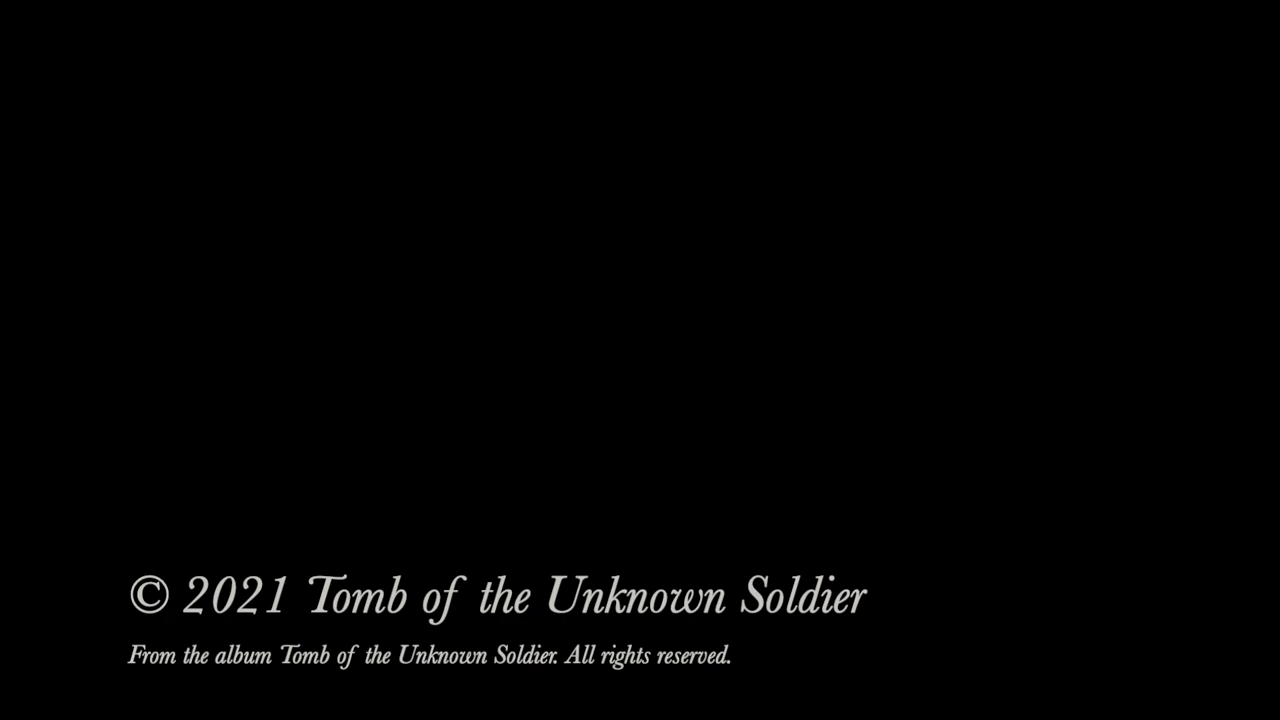 © 2021 Tomb of the Unknown Soldier
From the album Tomb of the Unknown Soldier. All rights reserved.